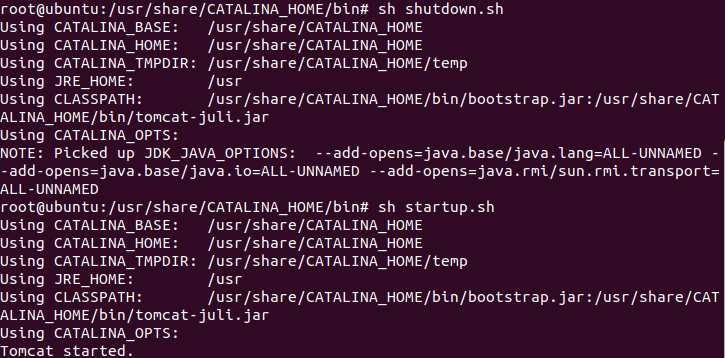 root@ubuntu:/usr/share/CATALINA_HOME/bin# sh shutdown.sh
Using CATALINA_BASE:   /usr/share/CATALINA_HOME
Using CATALINA_HOME:   /usr/share/CATALINA_HOME
Using CATALINA_TMPDIR: /usr/share/CATALINA_HOME/temp
Using JRE_HOME:        /usr
Using CLASSPATH:       /usr/share/CATALINA_HOME/bin/bootstrap.jar:/usr/share/CAT
ALINA_HOME/bin/tomcat-juli.jar
Using CATALINA_OPTS:
NOTE: Picked up JDK_JAVA_OPTIONS:  --add-opens=java.base/java.lang=ALL-UNNAMED -
-add-opens=java.base/java.io=ALL-UNNAMED --add-opens=java.rmi/sun.rmi.transport=
ALL-UNNAMED
root@ubuntu:/usr/share/CATALINA_HOME/bin# sh startup.sh
Using CATALINA_BASE:   /usr/share/CATALINA_HOME
Using CATALINA_HOME:   /usr/share/CATALINA_HOME
Using CATALINA_TMPDIR: /usr/share/CATALINA_HOME/temp
Using JRE_HOME:        /usr
Using CLASSPATH:       /usr/share/CATALINA_HOME/bin/bootstrap.jar:/usr/share/CAT
ALINA_HOME/bin/tomcat-juli.jar
Using CATALINA_OPTS:
Tomcat started.